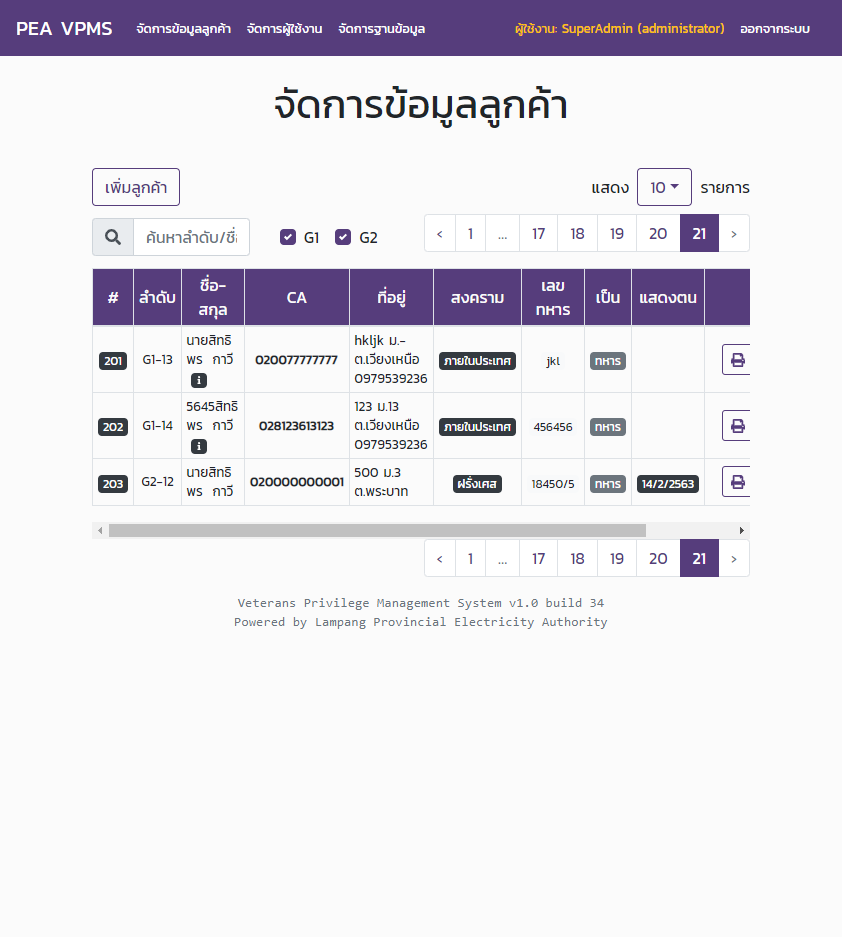 PEA VPMS จัดการข้อมูลลูกค้า จัดการผู้ใช้งาน จัดการฐานข้อมูล ผู้ใช้งาน: SuperAdmin (administrator) ออกจากระบบ
จัดการข้อมูลลูกค้า
เพิ่มลูกค้า แสดง 10 รายการ
ค้นหาลำดับ/ชื่อ G1 G2 ‹ 1 ... 17 18 19 20 21 ›
# ลำดับ ชื่อ-สกุล CA ที่อยู่ สงคราม เลขทหาร เป็น แสดงตน
201 G1-13 นายสิทธิพร กาวี 020077777777 hkljk ม.- ต.เวียงเหนือ 0979539236 ภายในประเทศ jkl ทหาร
202 G1-14 5645สิทธิพร กาวี 028123613123 123 ม.13 ต.เวียงเหนือ 0979539236 ภายในประเทศ 456456 ทหาร
203 G2-12 นายสิทธิพร กาวี 020000000001 500 ม.3 ต.พระบาท ฝรั่งเศส 18450/5 ทหาร 14/2/2563
‹ 1 ... 17 18 19 20 21 ›
Veterans Privilege Management System v1.0 build 34
Powered by Lampang Provincial Electricity Authority